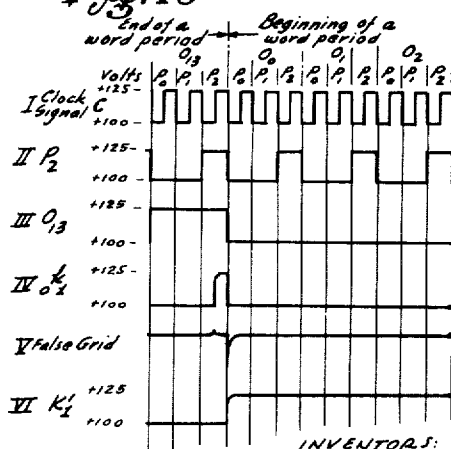 End of a word period
Beginning of a word period
O13 O0 O1 O2
Volts P0 P1 P2 P0 P1 P2 P0 P1 P2 P0 P1 P2
I Clock Signal C +125 +100
II P2 +125 +100
III O13 +125 +100
IV ok1 +125 +100
V False Grid
VI K1' +125 +100
INVENTORS: